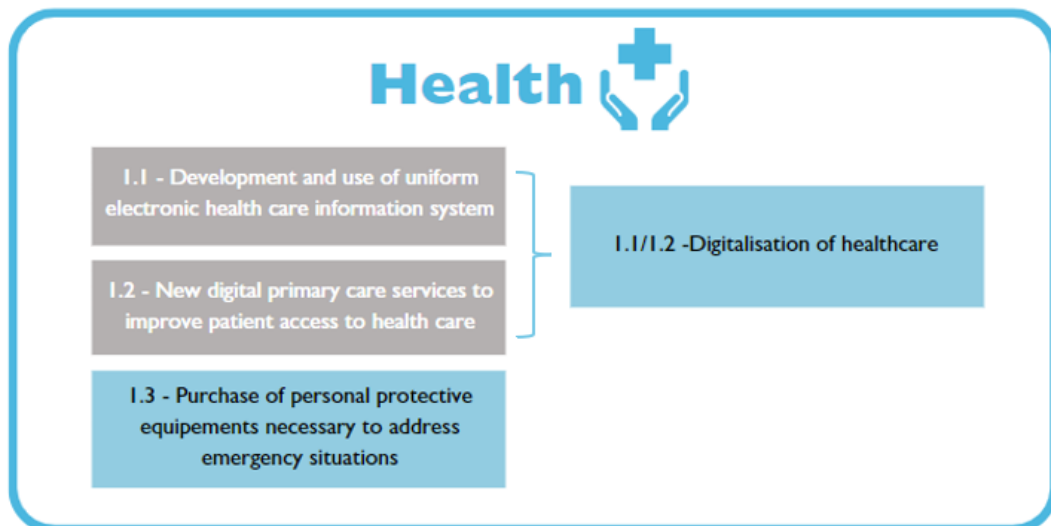 Health
1.1 - Development and use of uniform
electronic health care information system
1.2 - New digital primary care services to
improve patient access to health care
1.1/1.2 -Digitalisation of healthcare
1.3 - Purchase of personal protective
equipements necessary to address
emergency situations